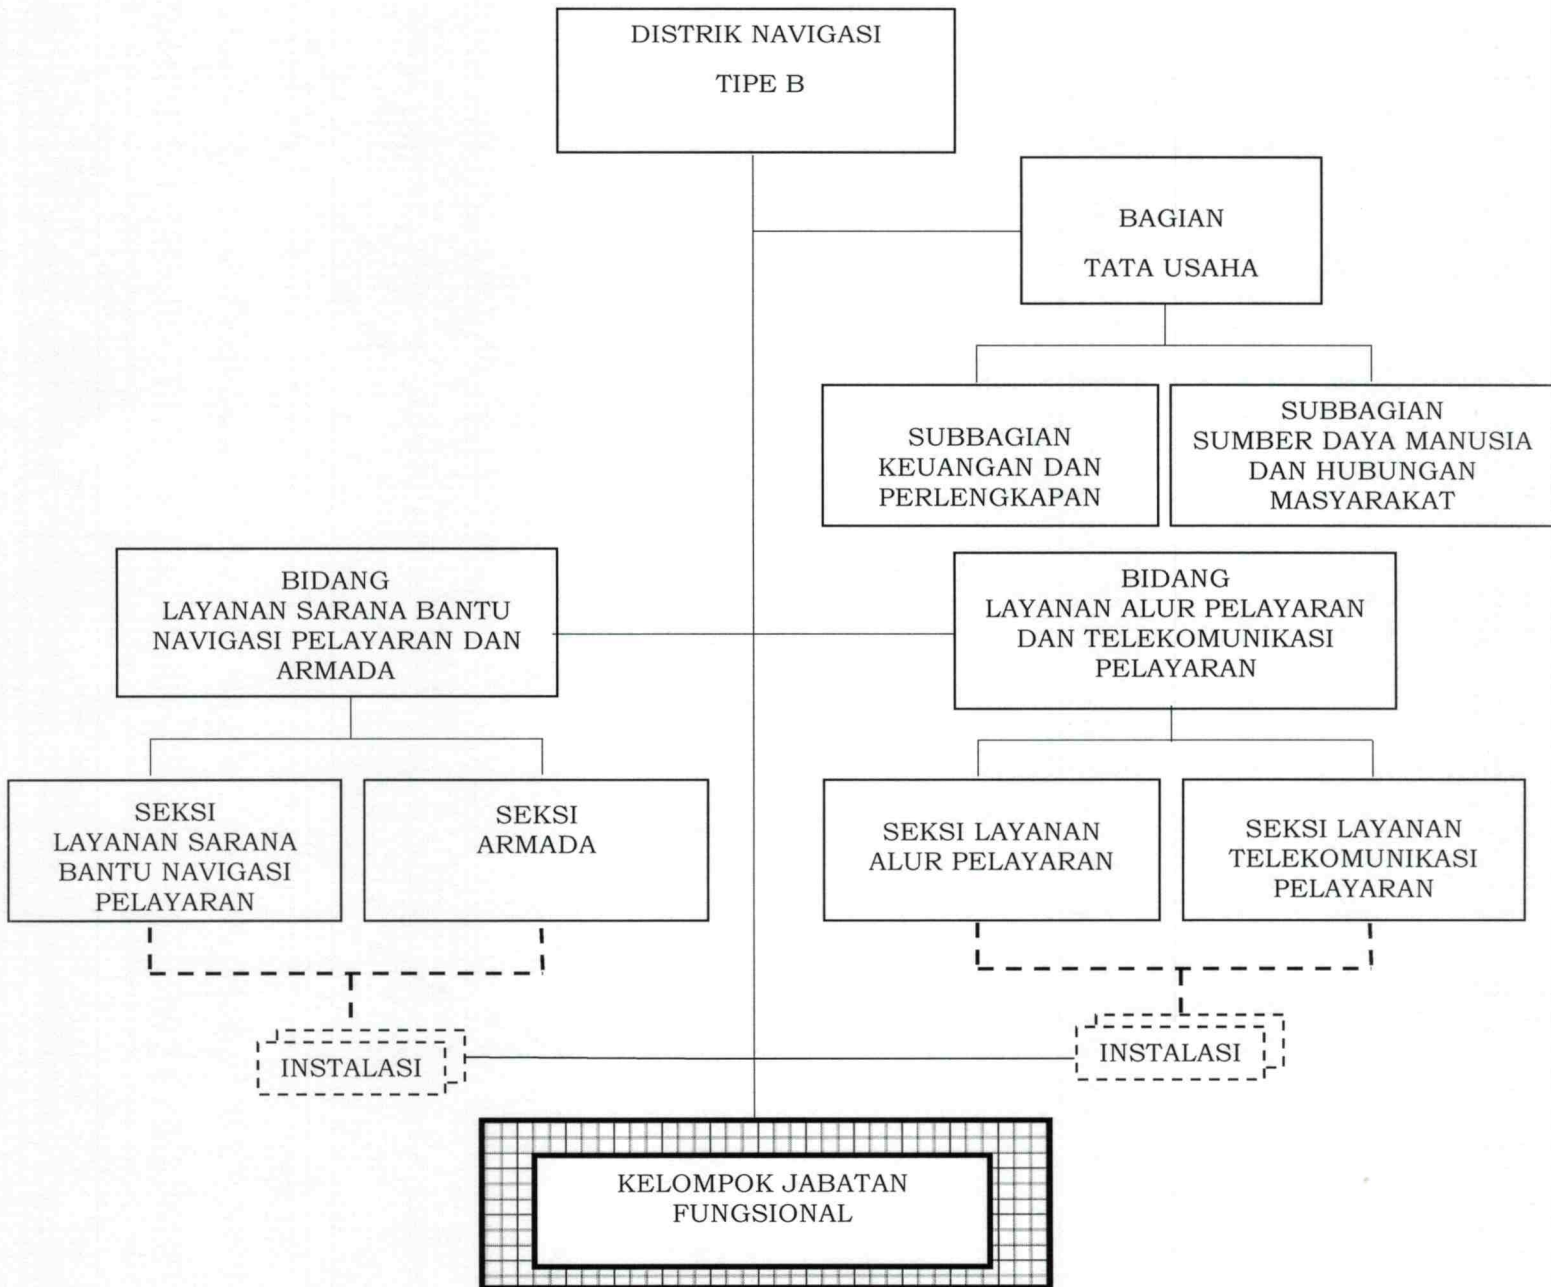 DISTRIK NAVIGASI
TIPE B
BAGIAN
TATA USAHA
SUBBAGIAN
KEUANGAN DAN
PERLENGKAPAN
SUBBAGIAN
SUMBER DAYA MANUSIA
DAN HUBUNGAN
MASYARAKAT
BIDANG
LAYANAN SARANA BANTU
NAVIGASI PELAYARAN DAN
ARMADA
BIDANG
LAYANAN ALUR PELAYARAN
DAN TELEKOMUNIKASI
PELAYARAN
SEKSI
LAYANAN SARANA
BANTU NAVIGASI
PELAYARAN
SEKSI
ARMADA
SEKSI LAYANAN
ALUR PELAYARAN
SEKSI LAYANAN
TELEKOMUNIKASI
PELAYARAN
INSTALASI
INSTALASI
KELOMPOK JABATAN
FUNGSIONAL